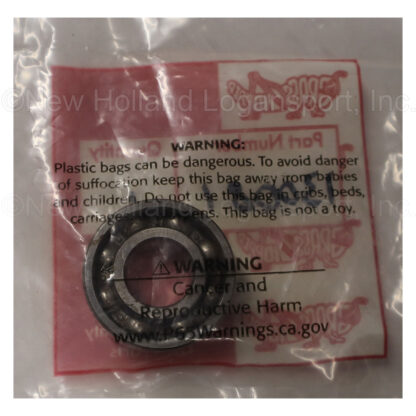 ©New Holland Logansport, Inc.
Part Number Quantity
WARNING:
Plastic bags can be dangerous. To avoid danger
of suffocation keep this bag away from babies
and children. Do not use this bag in cribs, beds,
carriages pens. This bag is not a toy.
⚠WARNING
Cancer and
Reproductive Harm
www.P65Warnings.ca.gov